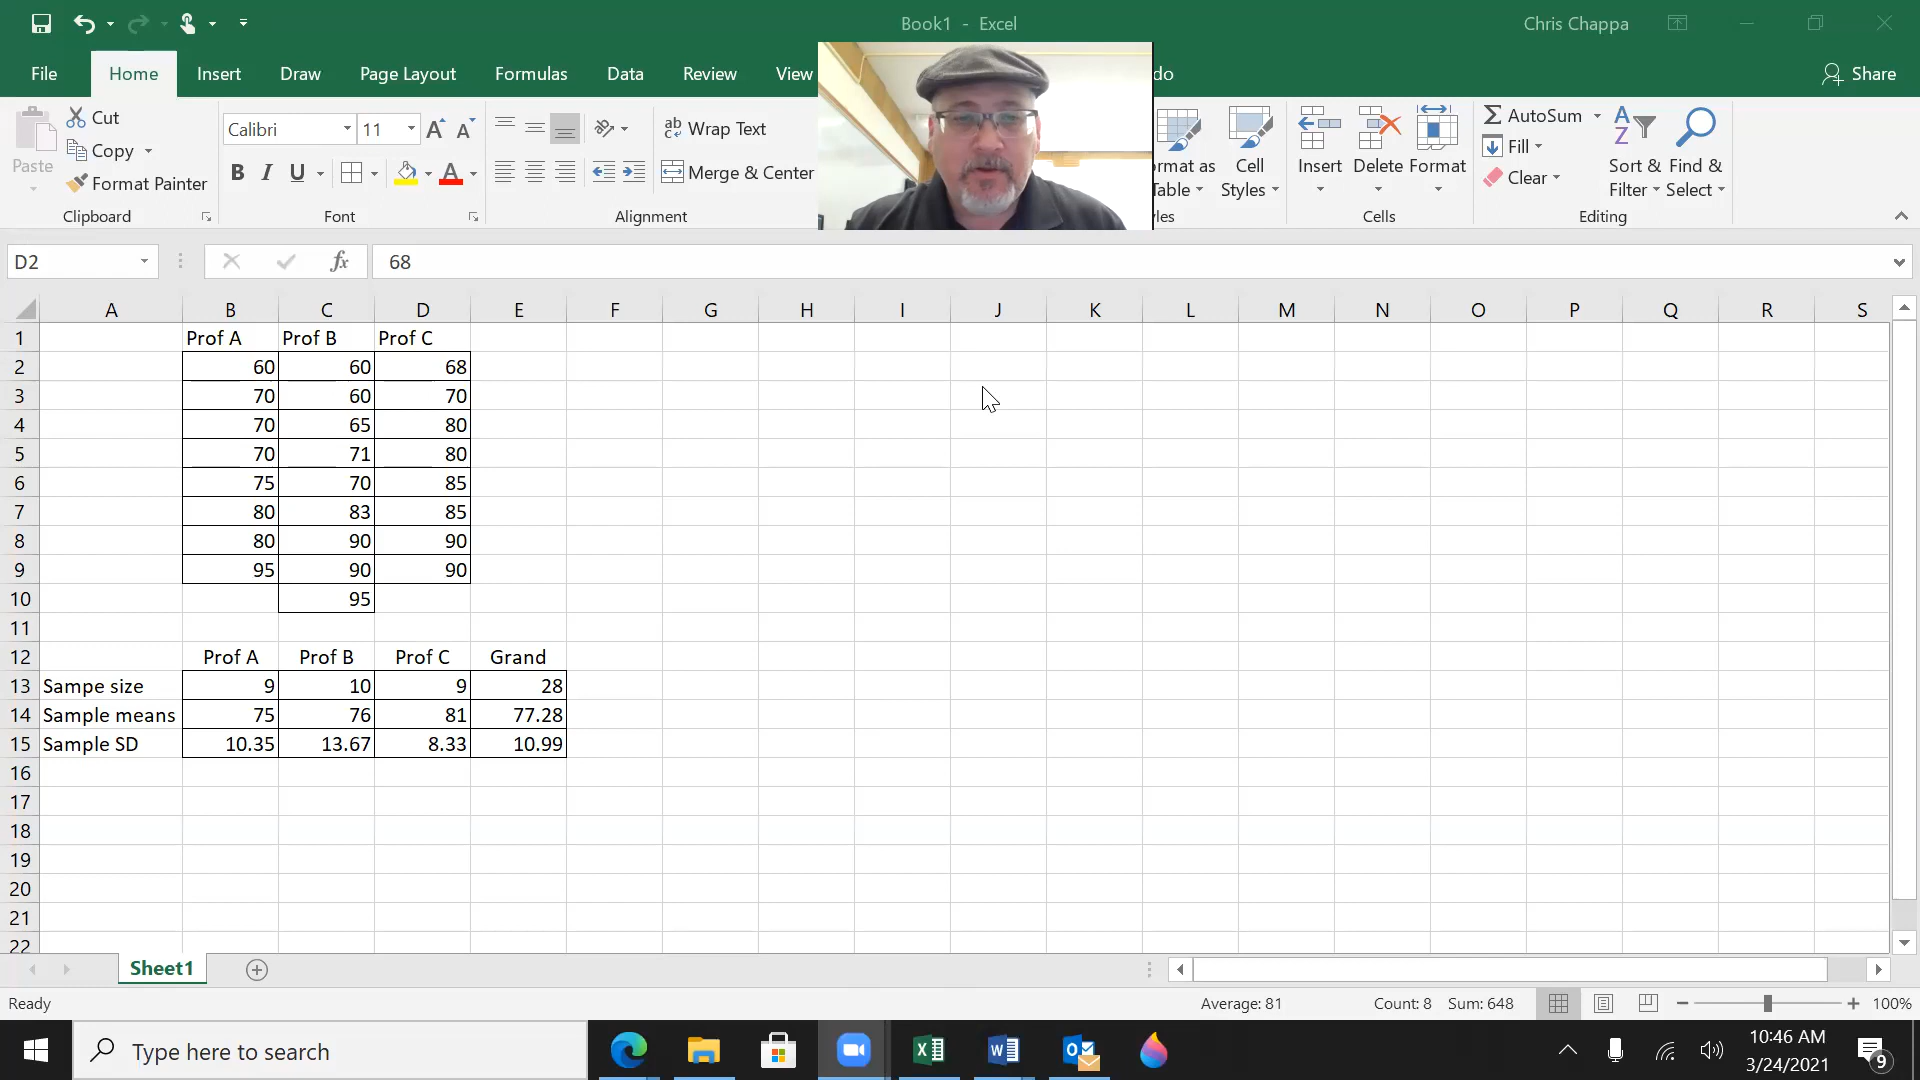 Book1 - Excel
Chris Chappa
File Home Insert Draw Page Layout Formulas Data Review View do Share
Cut
Copy
Format Painter
Paste
Clipboard
Calibri 11
B I U A
Font
Wrap Text
Merge & Center
Alignment
ormat as Table
Cell Styles
les
Insert Delete Format
Cells
AutoSum
Fill
Clear
Sort & Filter
Find & Select
Editing
D2 fx 68
A B C D E F G H I J K L M N O P Q R S
1 Prof A Prof B Prof C
2 60 60 68
3 70 60 70
4 70 65 80
5 70 71 80
6 75 70 85
7 80 83 85
8 80 90 90
9 95 90 90
10 95
11
12 Prof A Prof B Prof C Grand
13 Sampe size 9 10 9 28
14 Sample means 75 76 81 77.28
15 Sample SD 10.35 13.67 8.33 10.99
16
17
18
19
20
21
22
Sheet1
Ready Average: 81 Count: 8 Sum: 648 100%
Type here to search
10:46 AM
3/24/2021
9